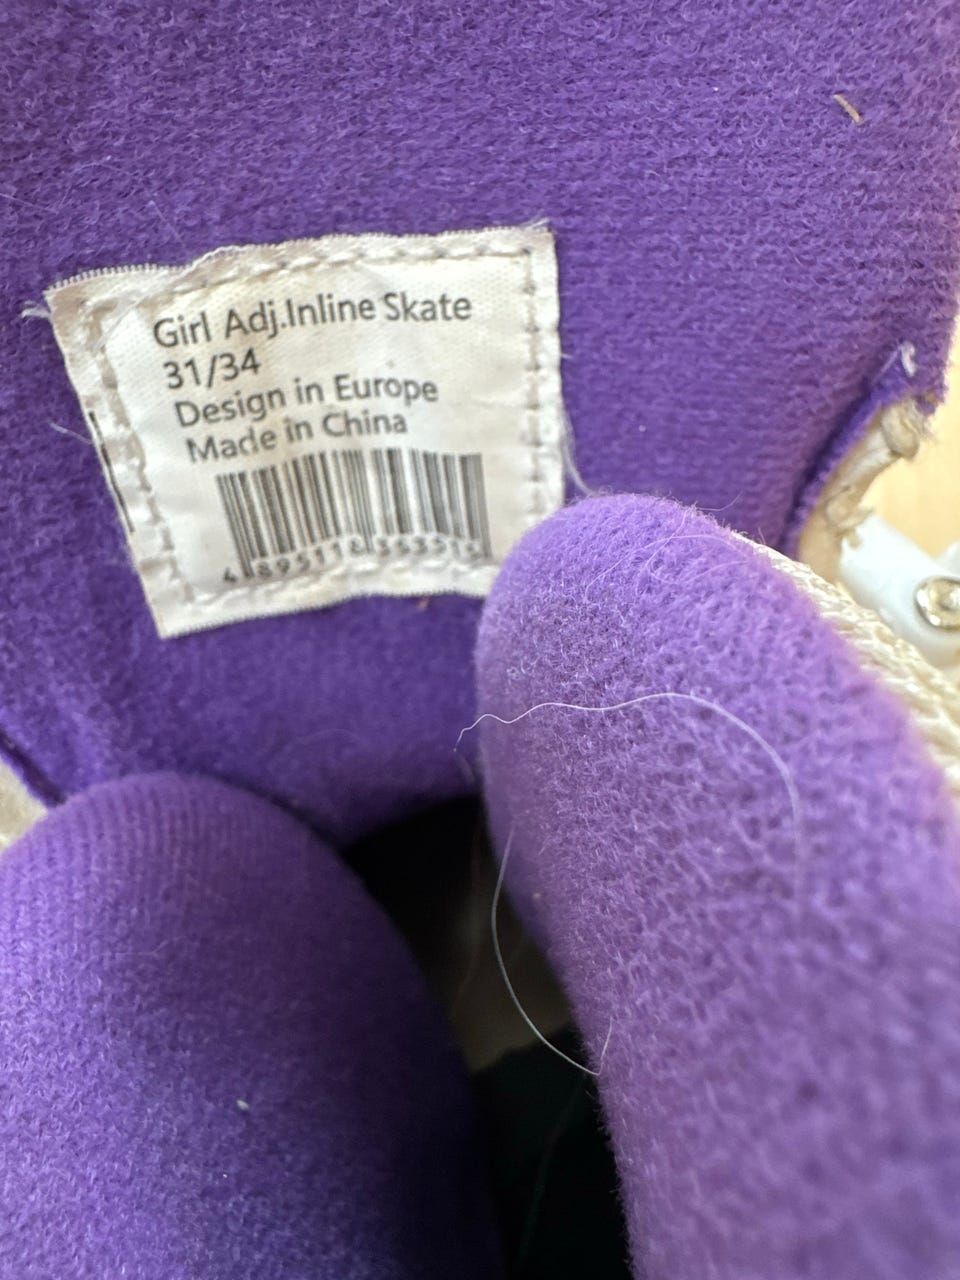 Girl Adj.Inline Skate
31/34
Design in Europe
Made in China